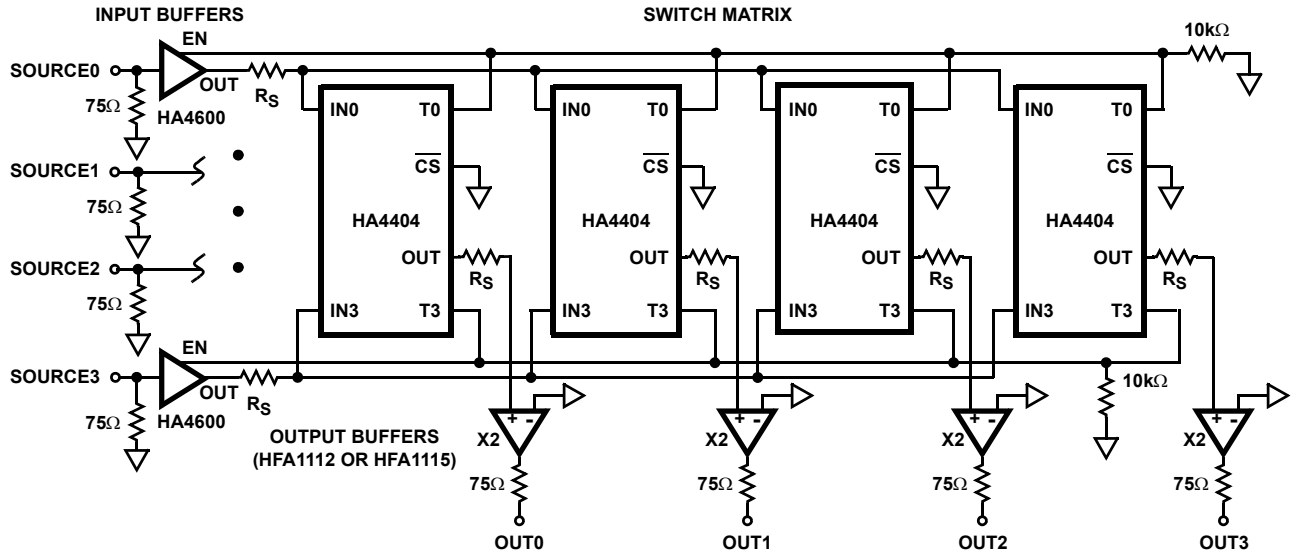 INPUT BUFFERS
SWITCH MATRIX
EN
10kΩ
SOURCE0
OUT
RS
75Ω
HA4600
IN0 T0
IN0 T0
IN0 T0
IN0 T0
SOURCE1
CS
CS
CS
CS
75Ω
HA4404
HA4404
HA4404
HA4404
SOURCE2
OUT
OUT
OUT
OUT
RS
RS
RS
RS
75Ω
IN3 T3
IN3 T3
IN3 T3
IN3 T3
EN
SOURCE3
OUT
RS
10kΩ
75Ω
HA4600
OUTPUT BUFFERS
(HFA1112 OR HFA1115)
+ -
+ -
+ -
+ -
X2
X2
X2
X2
75Ω
75Ω
75Ω
75Ω
OUT0
OUT1
OUT2
OUT3